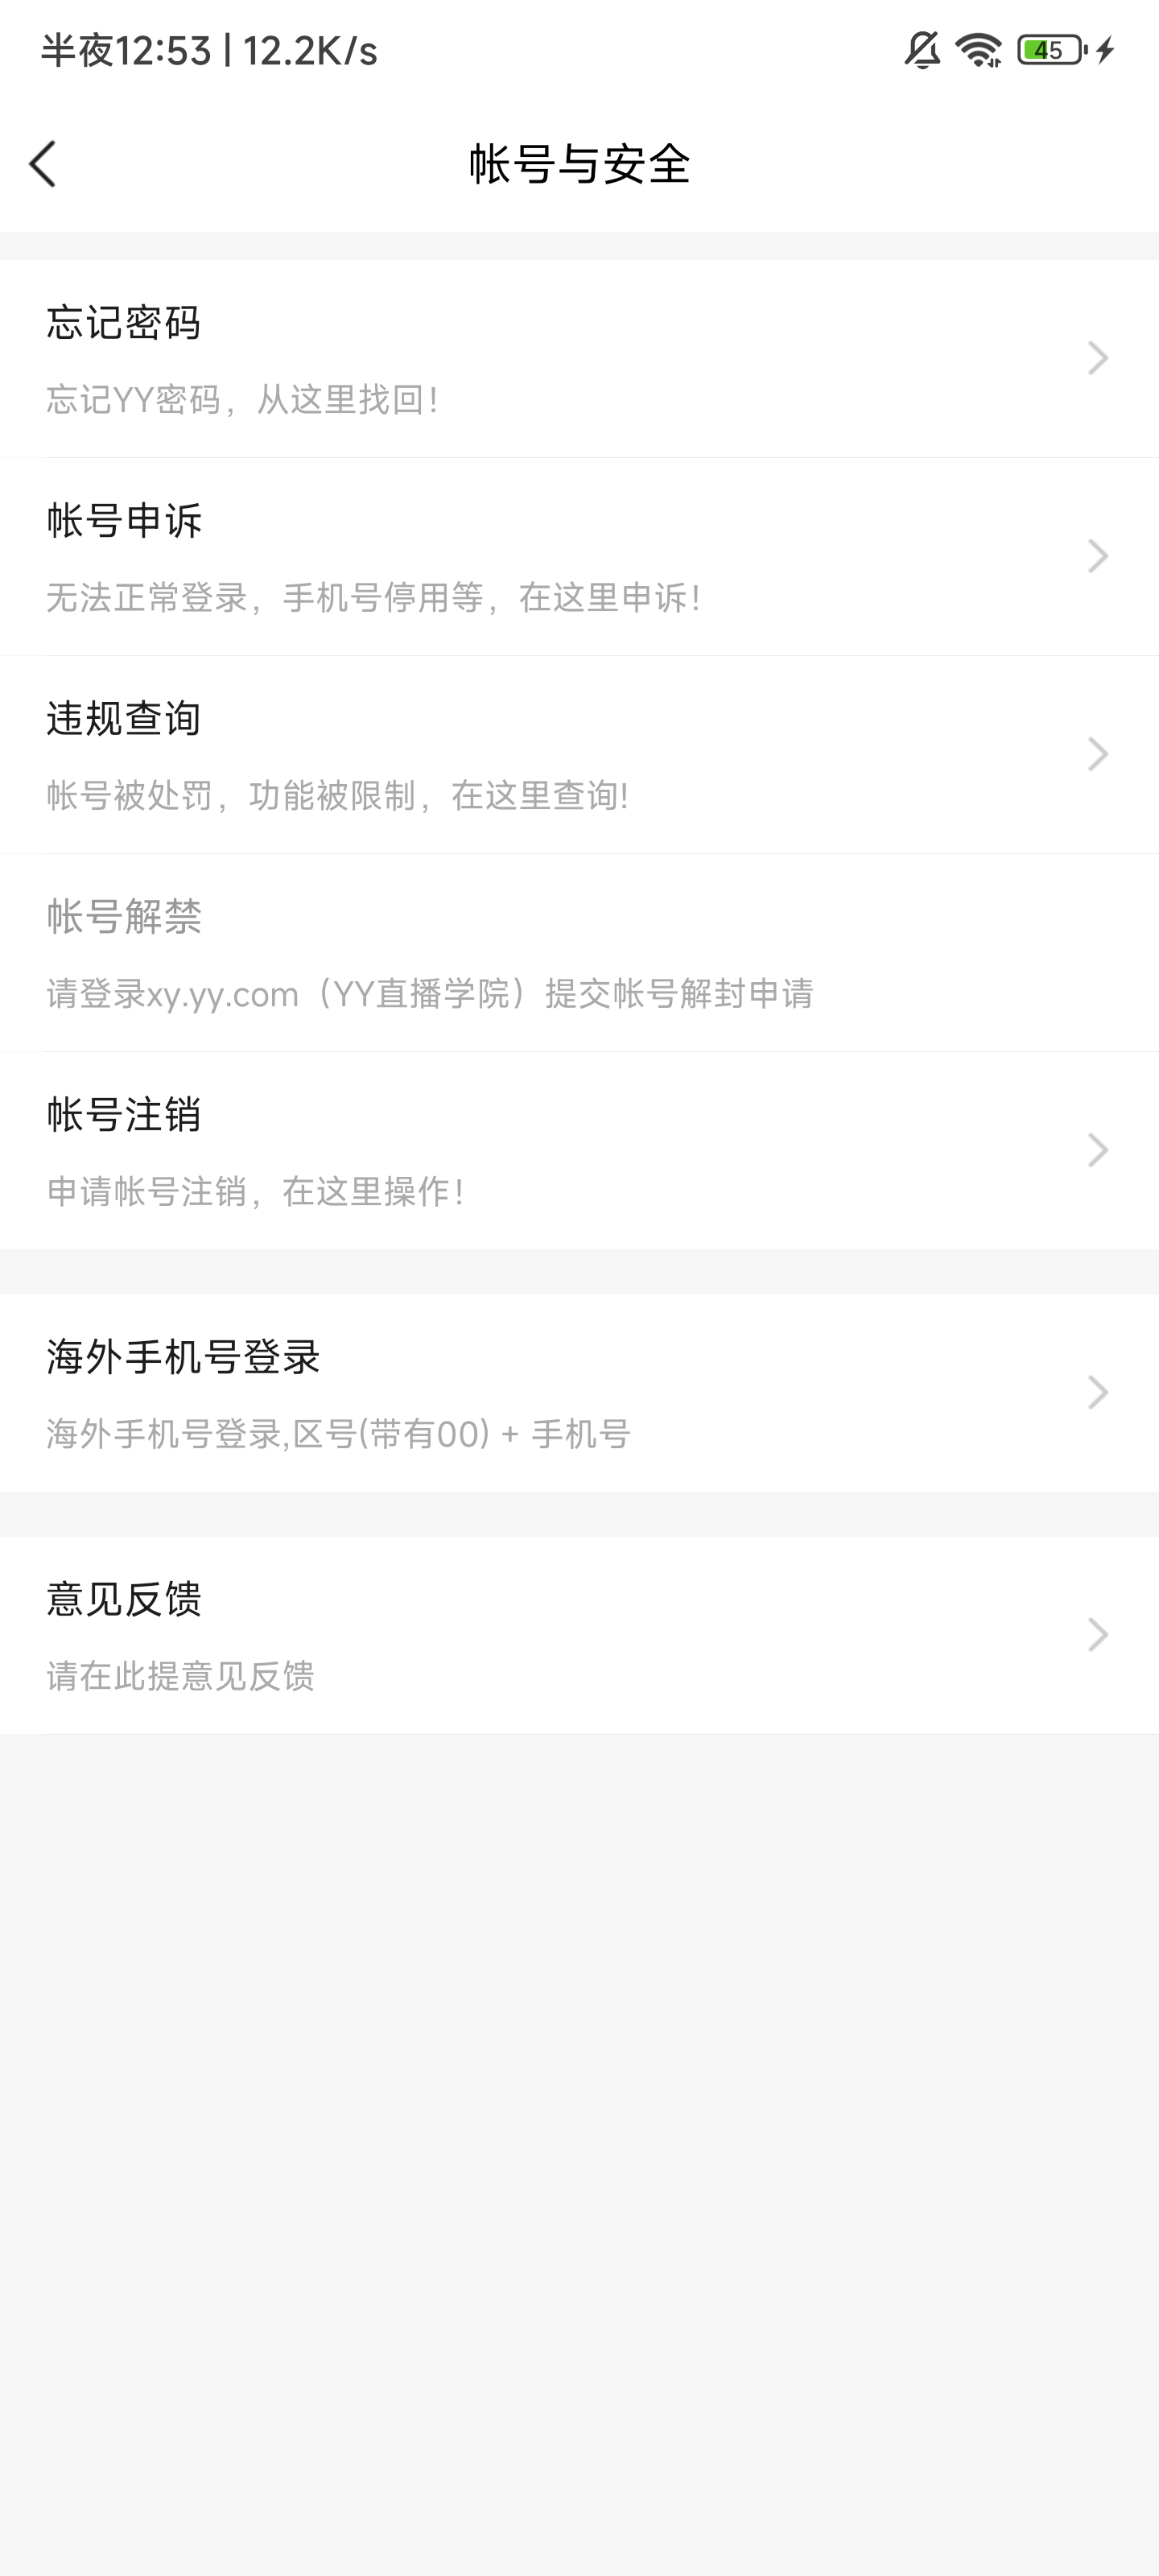 半夜12:53 | 12.2K/s
45
帐号与安全
忘记密码
忘记YY密码，从这里找回！
帐号申诉
无法正常登录，手机号停用等，在这里申诉！
违规查询
帐号被处罚，功能被限制，在这里查询!
帐号解禁
请登录xy.yy.com（YY直播学院）提交帐号解封申请
帐号注销
申请帐号注销，在这里操作！
海外手机号登录
海外手机号登录,区号(带有00) + 手机号
意见反馈
请在此提意见反馈